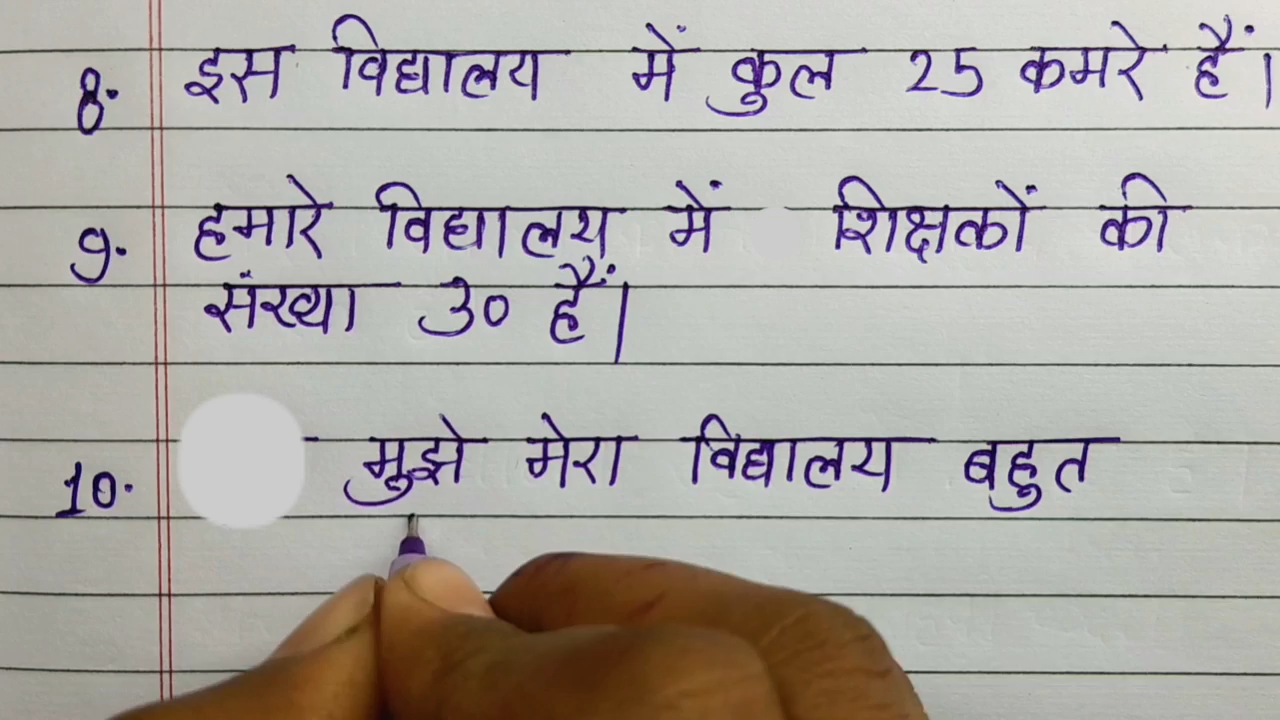 8. इस विद्यालय में कुल 25 कमरे हैं।
9. हमारे विद्यालय में शिक्षकों की
संख्या 30 हैं।
10. मुझे मेरा विद्यालय बहुत